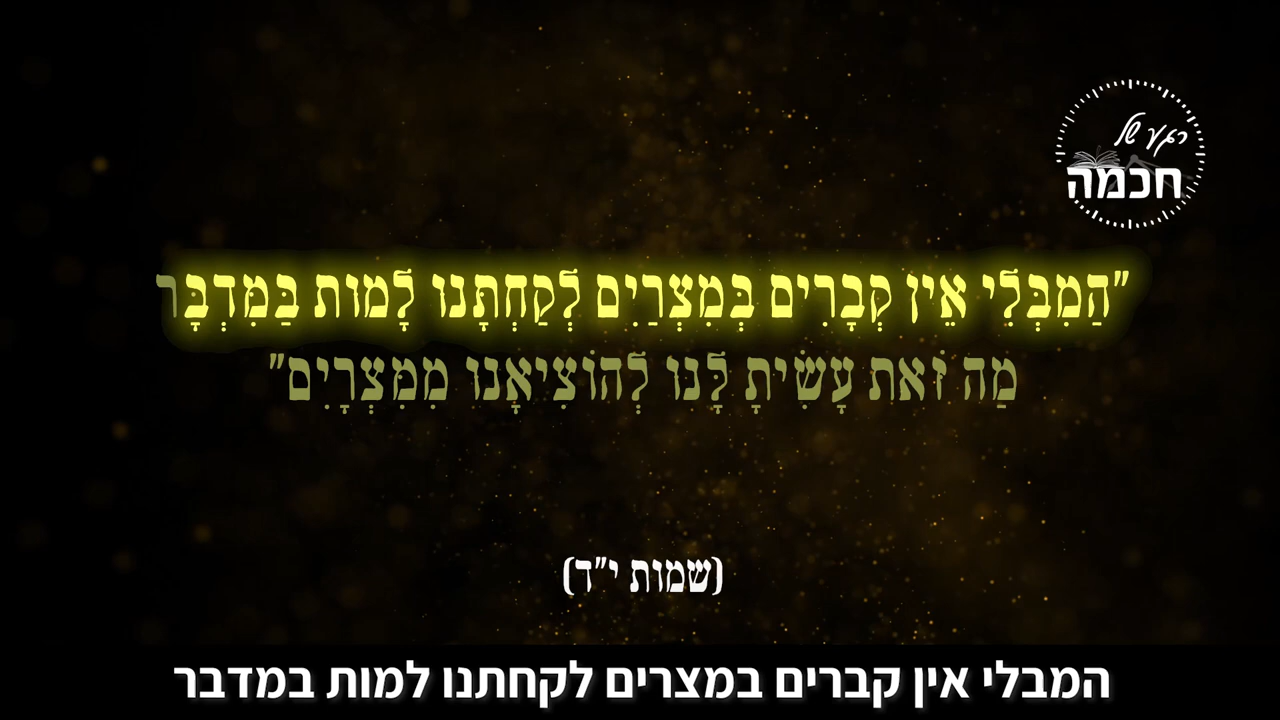 רגע של
חכמה
"הַמִבְּלֵי אֵין קְבָרִים בְּמִצְרַיִם לְקַחְתָּנוּ לָמוּת בַּמִּדְבָּר
מַה זֹּאת עָשִׂיתָ לָּנוּ לְהוֹצִיאָנוּ מִמִּצְרָיִם"
(שמות י"ד)
המבלי אין קברים במצרים לקחתנו למות במדבר